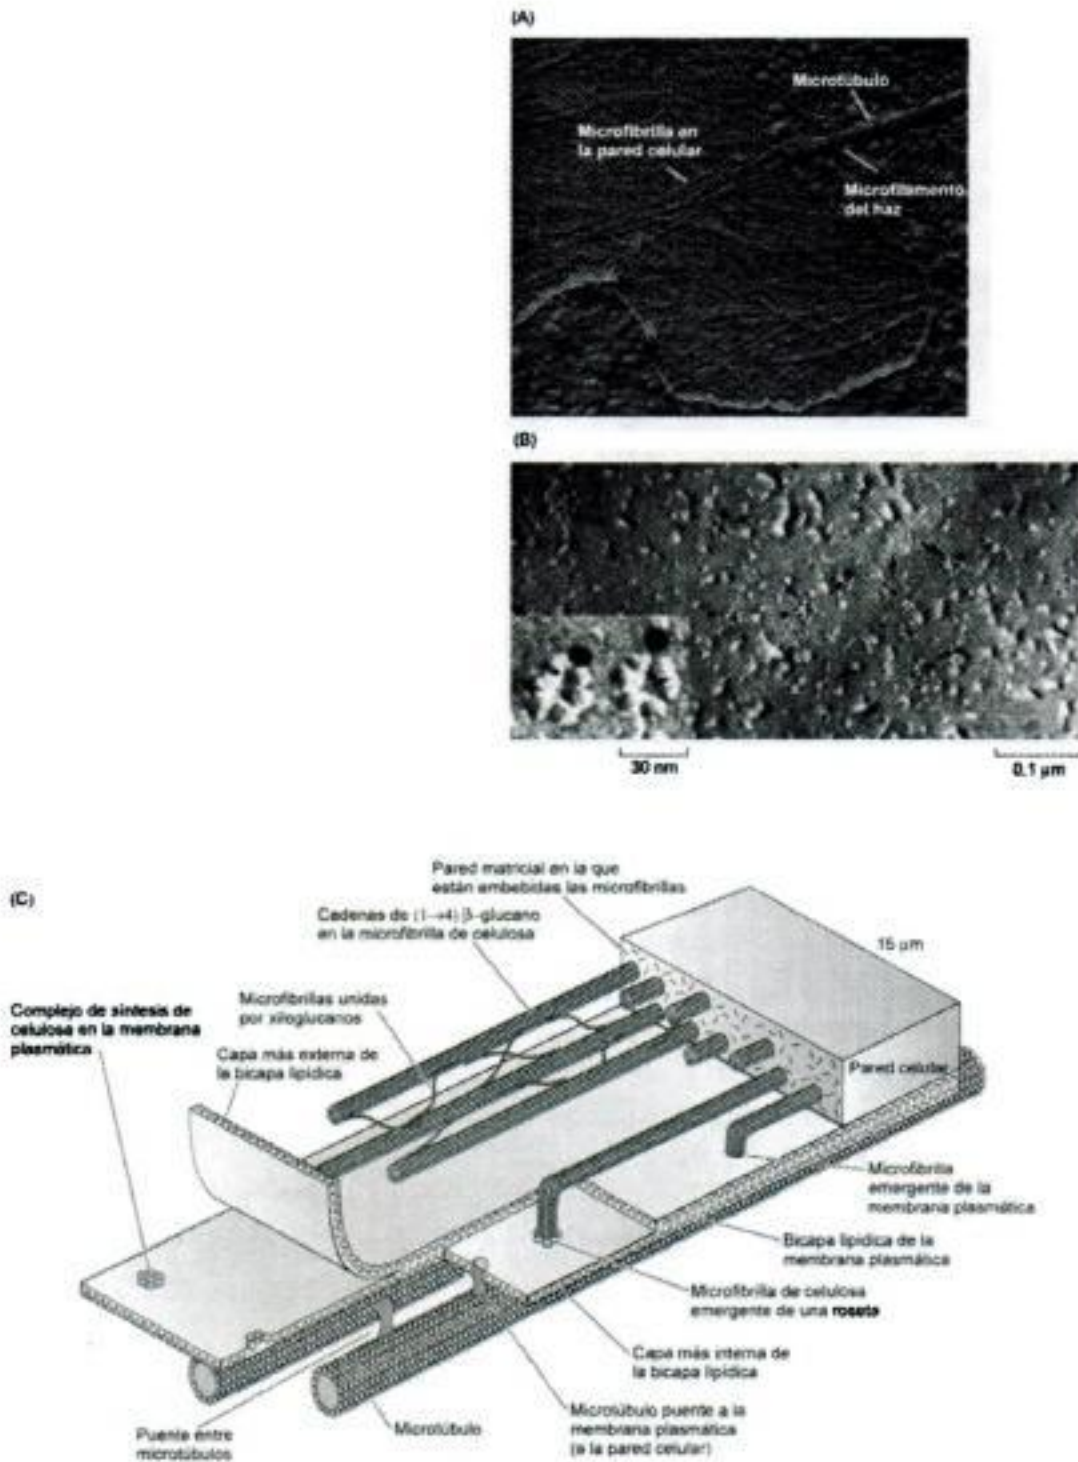 (A)
Microtúbulo
Microfibrilla en
la pared celular
Microfilamento
del haz
(B)
30 nm
0.1 µm
(C)
Pared matricial en la que
están embebidas las microfibrillas
Cadenas de (1→4) β-glucano
en la microfibrilla de celulosa
15 µm
Complejo de síntesis de
celulosa en la membrana
plasmática
Microfibrillas unidas
por xiloglucanos
Capa más externa de
la bicapa lipídica
Pared celular
Microfibrilla
emergente de la
membrana plasmática
Bicapa lipídica de la
membrana plasmática
Microfibrilla de celulosa
emergente de una roseta
Capa más interna de
la bicapa lipídica
Microtúbulo puente a la
membrana plasmática
(a la pared celular)
Microtúbulo
Puente entre
microtúbulos